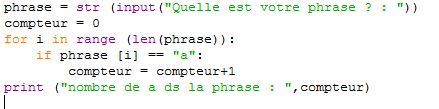 phrase = str (input("Quelle est votre phrase ? : "))
compteur = 0
for i in range (len(phrase)):
    if phrase [i] == "a":
        compteur = compteur+1
print ("nombre de a ds la phrase : ",compteur)